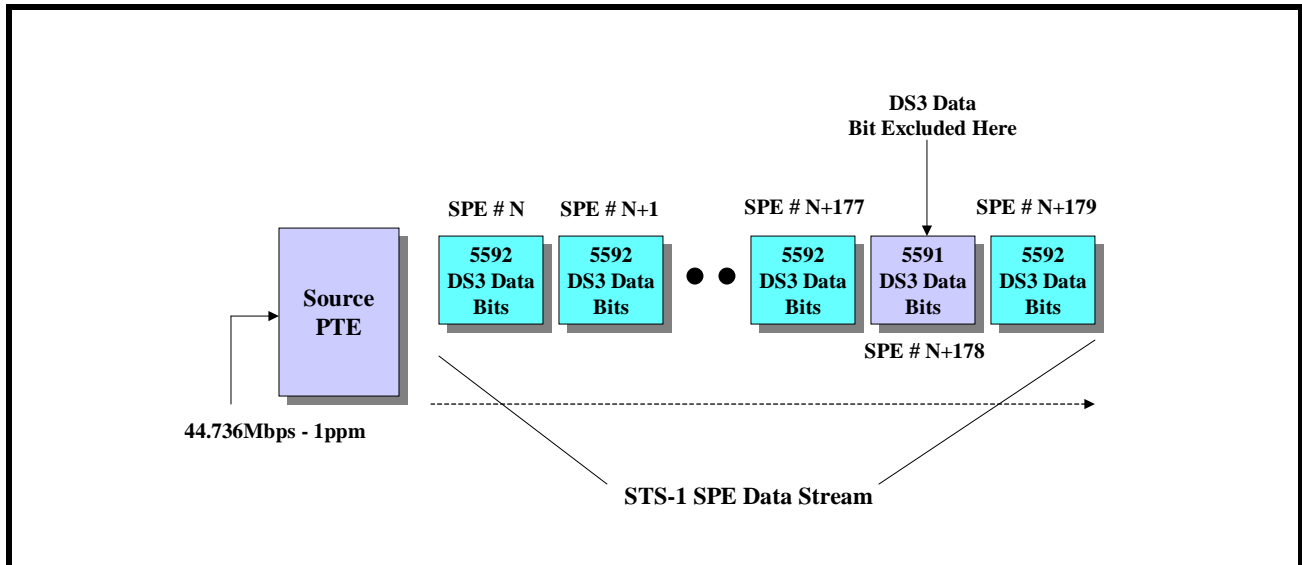 DS3 Data
Bit Excluded Here
SPE # N
SPE # N+1
SPE # N+177
SPE # N+179
Source
PTE
5592
DS3 Data
Bits
5592
DS3 Data
Bits
5592
DS3 Data
Bits
5591
DS3 Data
Bits
5592
DS3 Data
Bits
SPE # N+178
44.736Mbps - 1ppm
STS-1 SPE Data Stream